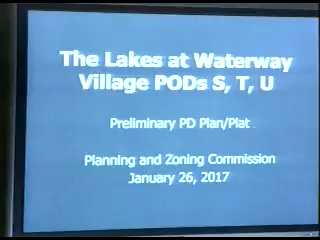 The Lakes at Waterway
Village PODs S, T, U
Preliminary PD Plan/Plat
Planning and Zoning Commission
January 26, 2017